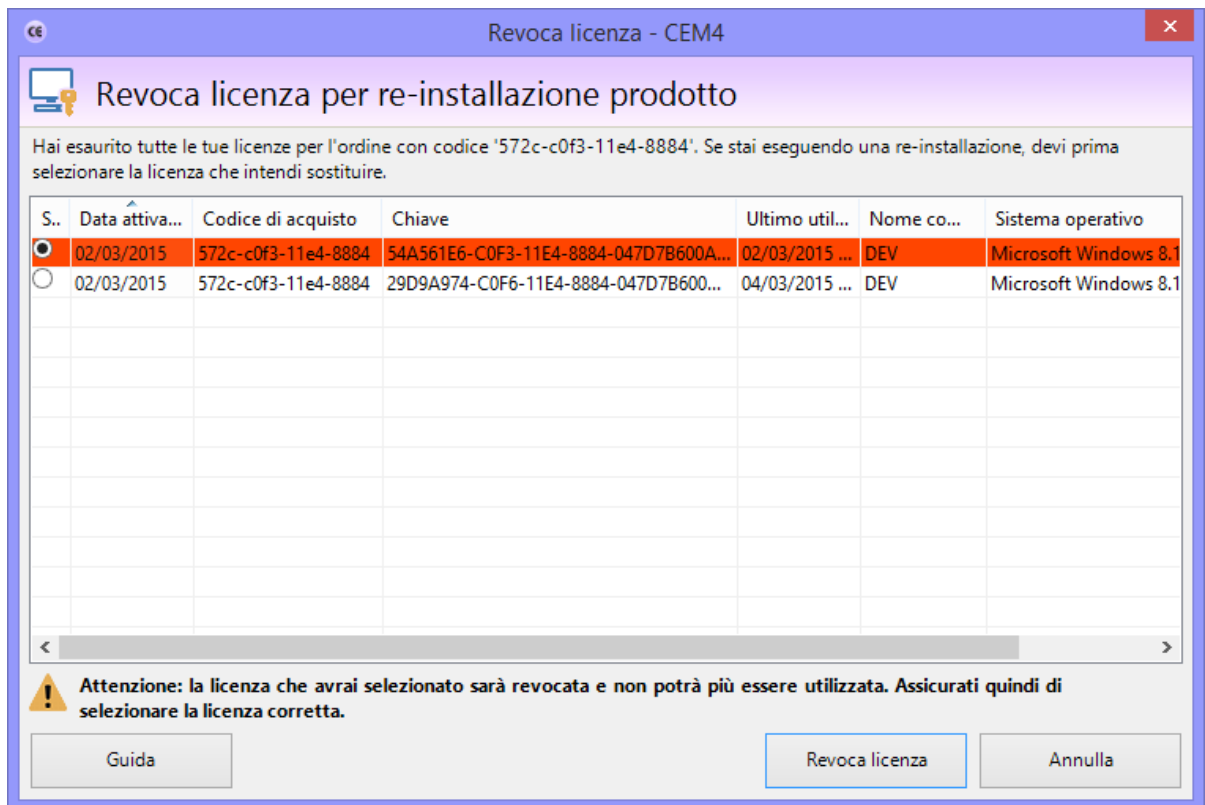 CE Revoca licenza - CEM4 ×
Revoca licenza per re-installazione prodotto
Hai esaurito tutte le tue licenze per l'ordine con codice '572c-c0f3-11e4-8884'. Se stai eseguendo una re-installazione, devi prima
selezionare la licenza che intendi sostituire.
S.. Data attiva... Codice di acquisto Chiave Ultimo util... Nome co... Sistema operativo
02/03/2015 572c-c0f3-11e4-8884 54A561E6-C0F3-11E4-8884-047D7B600A... 02/03/2015 ... DEV Microsoft Windows 8.1
02/03/2015 572c-c0f3-11e4-8884 29D9A974-C0F6-11E4-8884-047D7B600... 04/03/2015 ... DEV Microsoft Windows 8.1
Attenzione: la licenza che avrai selezionato sarà revocata e non potrà più essere utilizzata. Assicurati quindi di
selezionare la licenza corretta.
Guida Revoca licenza Annulla